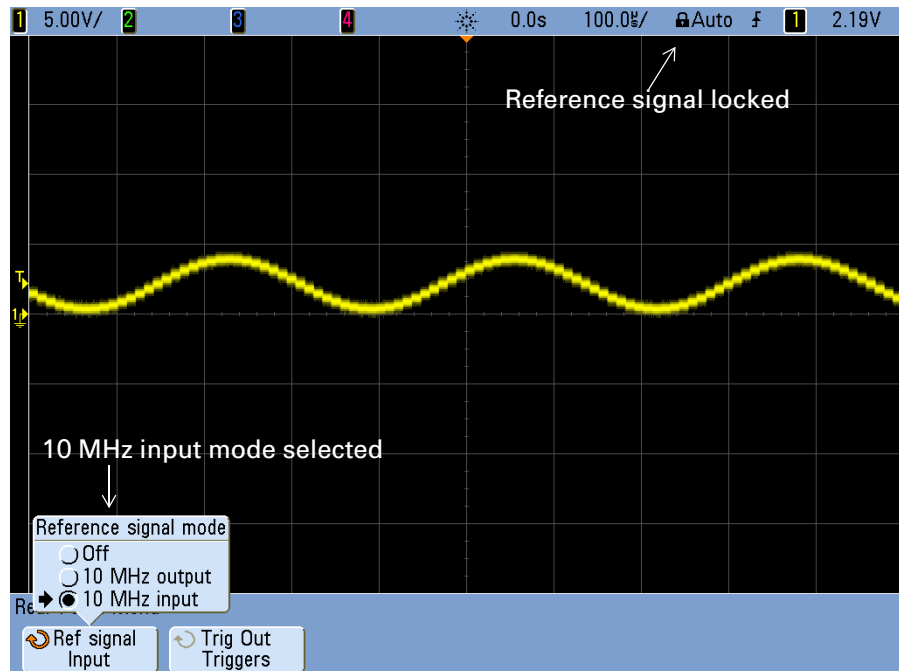 1 5.00V/ 2 3 4 0.0s 100.0µs/ Auto 1 2.19V
Reference signal locked
T
1
10 MHz input mode selected
Reference signal mode
Off
10 MHz output
10 MHz input
Ref signal
Input
Trig Out
Triggers